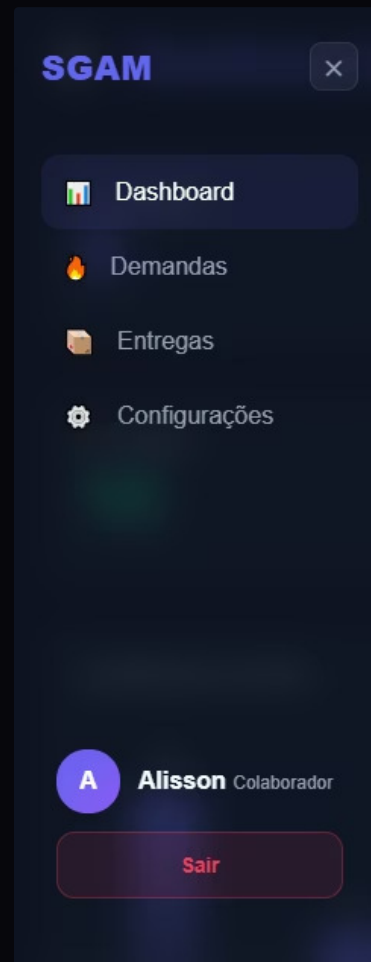 SGAM
Dashboard
Demandas
Entregas
Configurações
A
Alisson Colaborador
Sair